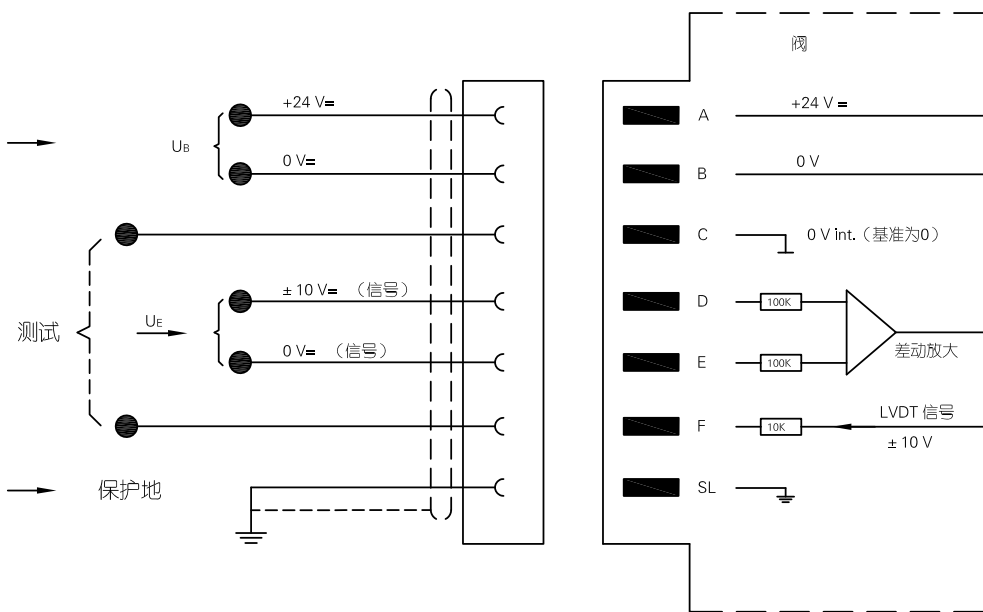 阀
+24 V=
A
+24 V =
UB
0 V=
B
0 V
C
0 V int.（基准为0）
± 10 V= （信号）
D
100K
测试
UE
0 V= （信号）
E
100K
差动放大
F
10K
LVDT 信号
± 10 V
保护地
SL